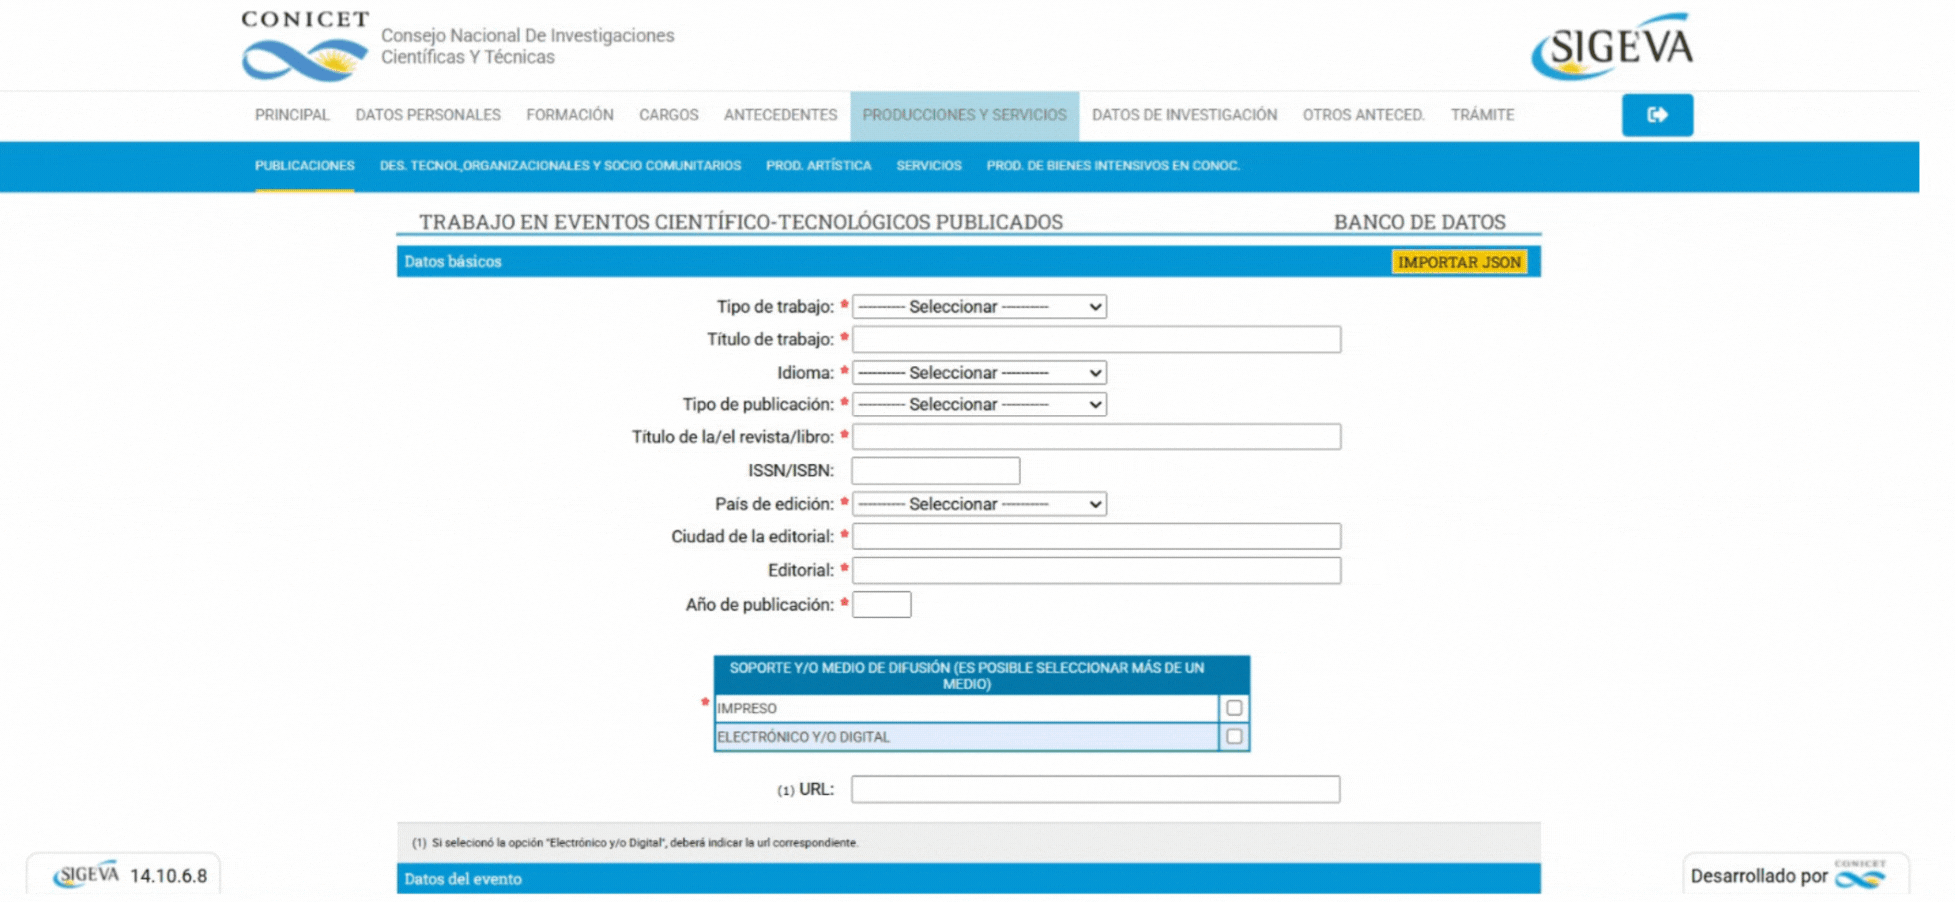 CONICET
Consejo Nacional De Investigaciones
Científicas Y Técnicas
SIGEVA
PRINCIPAL DATOS PERSONALES FORMACIÓN CARGOS ANTECEDENTES PRODUCCIONES Y SERVICIOS DATOS DE INVESTIGACIÓN OTROS ANTECED. TRÁMITE
PUBLICACIONES DES. TECNOL,ORGANIZACIONALES Y SOCIO COMUNITARIOS PROD. ARTÍSTICA SERVICIOS PROD. DE BIENES INTENSIVOS EN CONOC.
TRABAJO EN EVENTOS CIENTÍFICO-TECNOLÓGICOS PUBLICADOS BANCO DE DATOS
Datos básicos IMPORTAR JSON
Tipo de trabajo: * ---------- Seleccionar ----------
Título de trabajo: *
Idioma: * ---------- Seleccionar ----------
Tipo de publicación: * ---------- Seleccionar ----------
Título de la/el revista/libro: *
ISSN/ISBN:
País de edición: * ---------- Seleccionar ----------
Ciudad de la editorial: *
Editorial: *
Año de publicación: *
SOPORTE Y/O MEDIO DE DIFUSIÓN (ES POSIBLE SELECCIONAR MÁS DE UN
MEDIO)
* IMPRESO
ELECTRÓNICO Y/O DIGITAL
(1) URL:
(1) Si selecionó la opción "Electrónico y/o Digital", deberá indicar la url correspondiente.
Datos del evento
SIGEVA 14.10.6.8
Desarrollado por CONICET